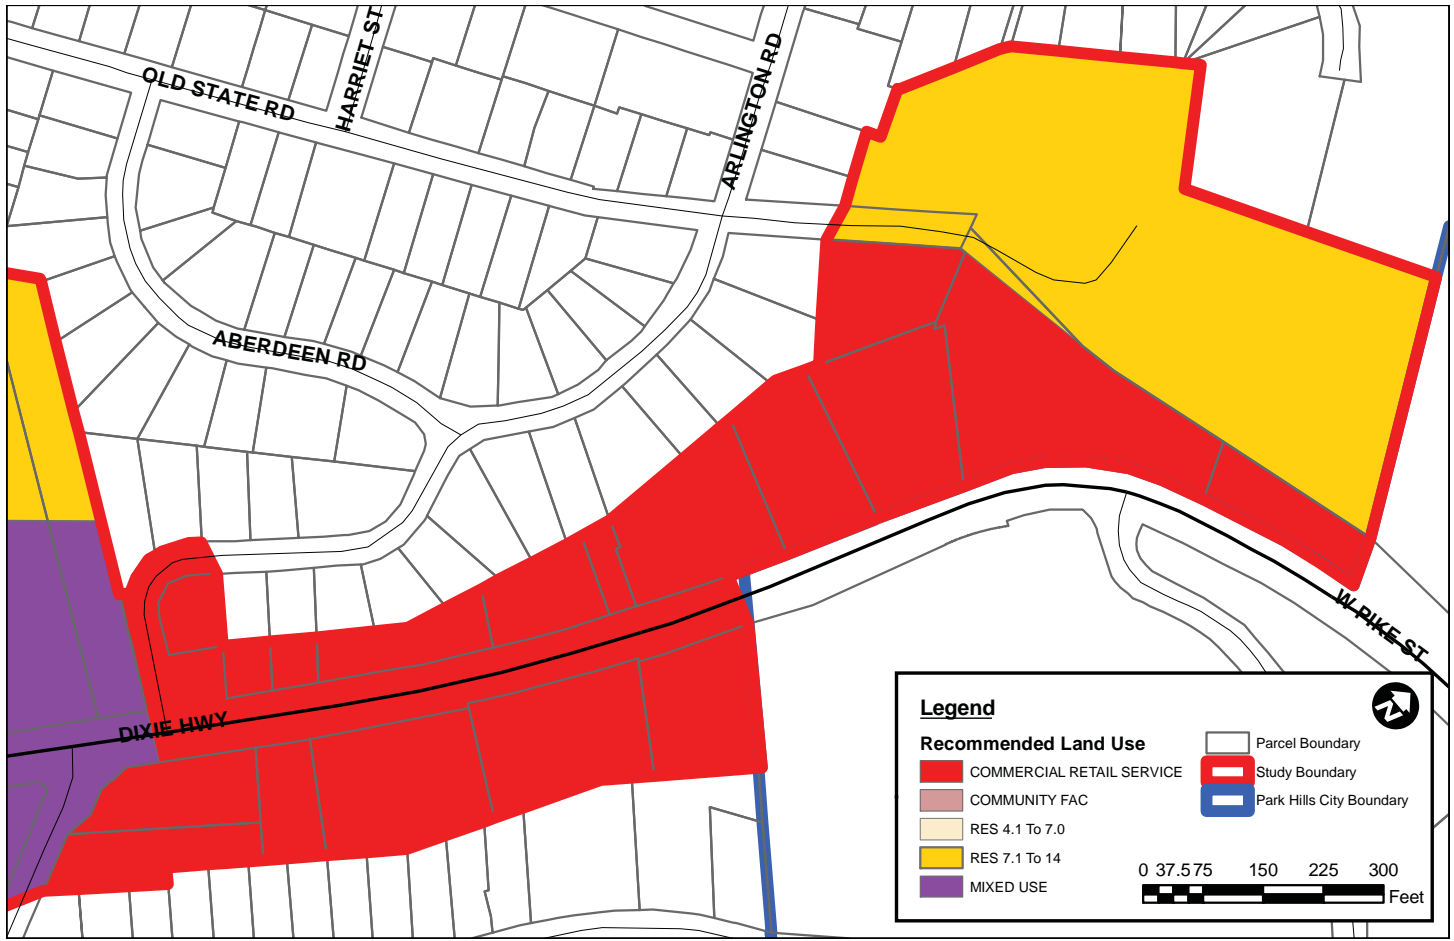 OLD STATE RD
HARRIET ST
ARLINGTON RD
ABERDEEN RD
DIXIE HWY
W PIKE ST
Legend
N
Recommended Land Use
COMMERCIAL RETAIL SERVICE
COMMUNITY FAC
RES 4.1 To 7.0
RES 7.1 To 14
MIXED USE
Parcel Boundary
Study Boundary
Park Hills City Boundary
0 37.575 150 225 300
Feet